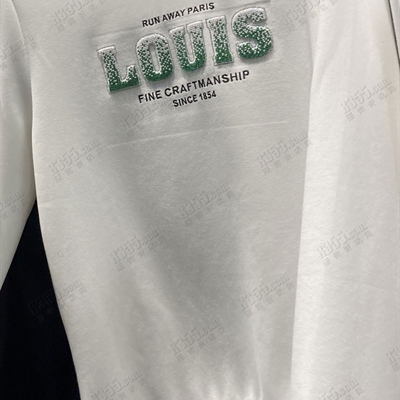 RUN AWAY PARIS
LOUIS
FINE CRAFTMANSHIP
SINCE 1854